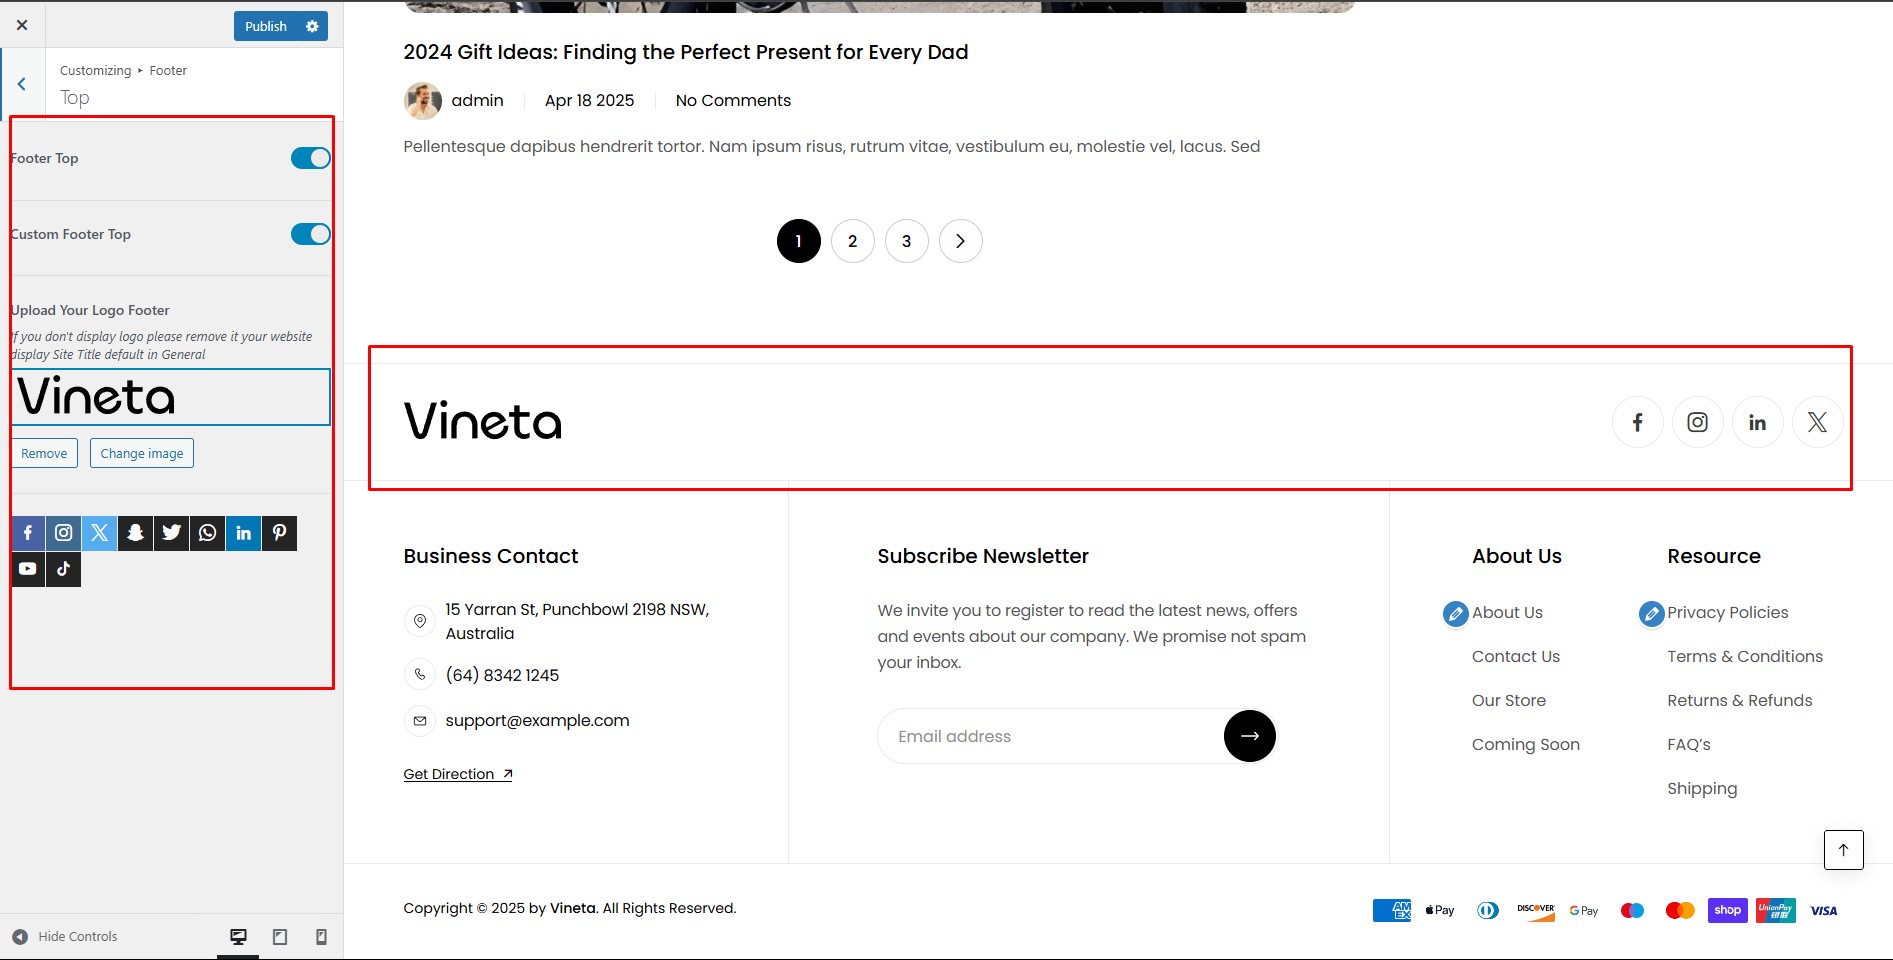 Publish
Customizing ▸ Footer
Top
Footer Top
Custom Footer Top
Upload Your Logo Footer
If you don't display logo please remove it your website
display Site Title default in General
Vineta
Remove
Change image
Hide Controls
2024 Gift Ideas: Finding the Perfect Present for Every Dad
admin
Apr 18 2025
No Comments
Pellentesque dapibus hendrerit tortor. Nam ipsum risus, rutrum vitae, vestibulum eu, molestie vel, lacus. Sed
1
2
3
Vineta
Business Contact
15 Yarran St, Punchbowl 2198 NSW,
Australia
(64) 8342 1245
support@example.com
Get Direction
Subscribe Newsletter
We invite you to register to read the latest news, offers
and events about our company. We promise not spam
your inbox.
Email address
About Us
About Us
Contact Us
Our Store
Coming Soon
Resource
Privacy Policies
Terms & Conditions
Returns & Refunds
FAQ’s
Shipping
Copyright © 2025 by Vineta. All Rights Reserved.
AM
EX
Pay
DISCOVER
G Pay
shop
UnionPay
银联
VISA